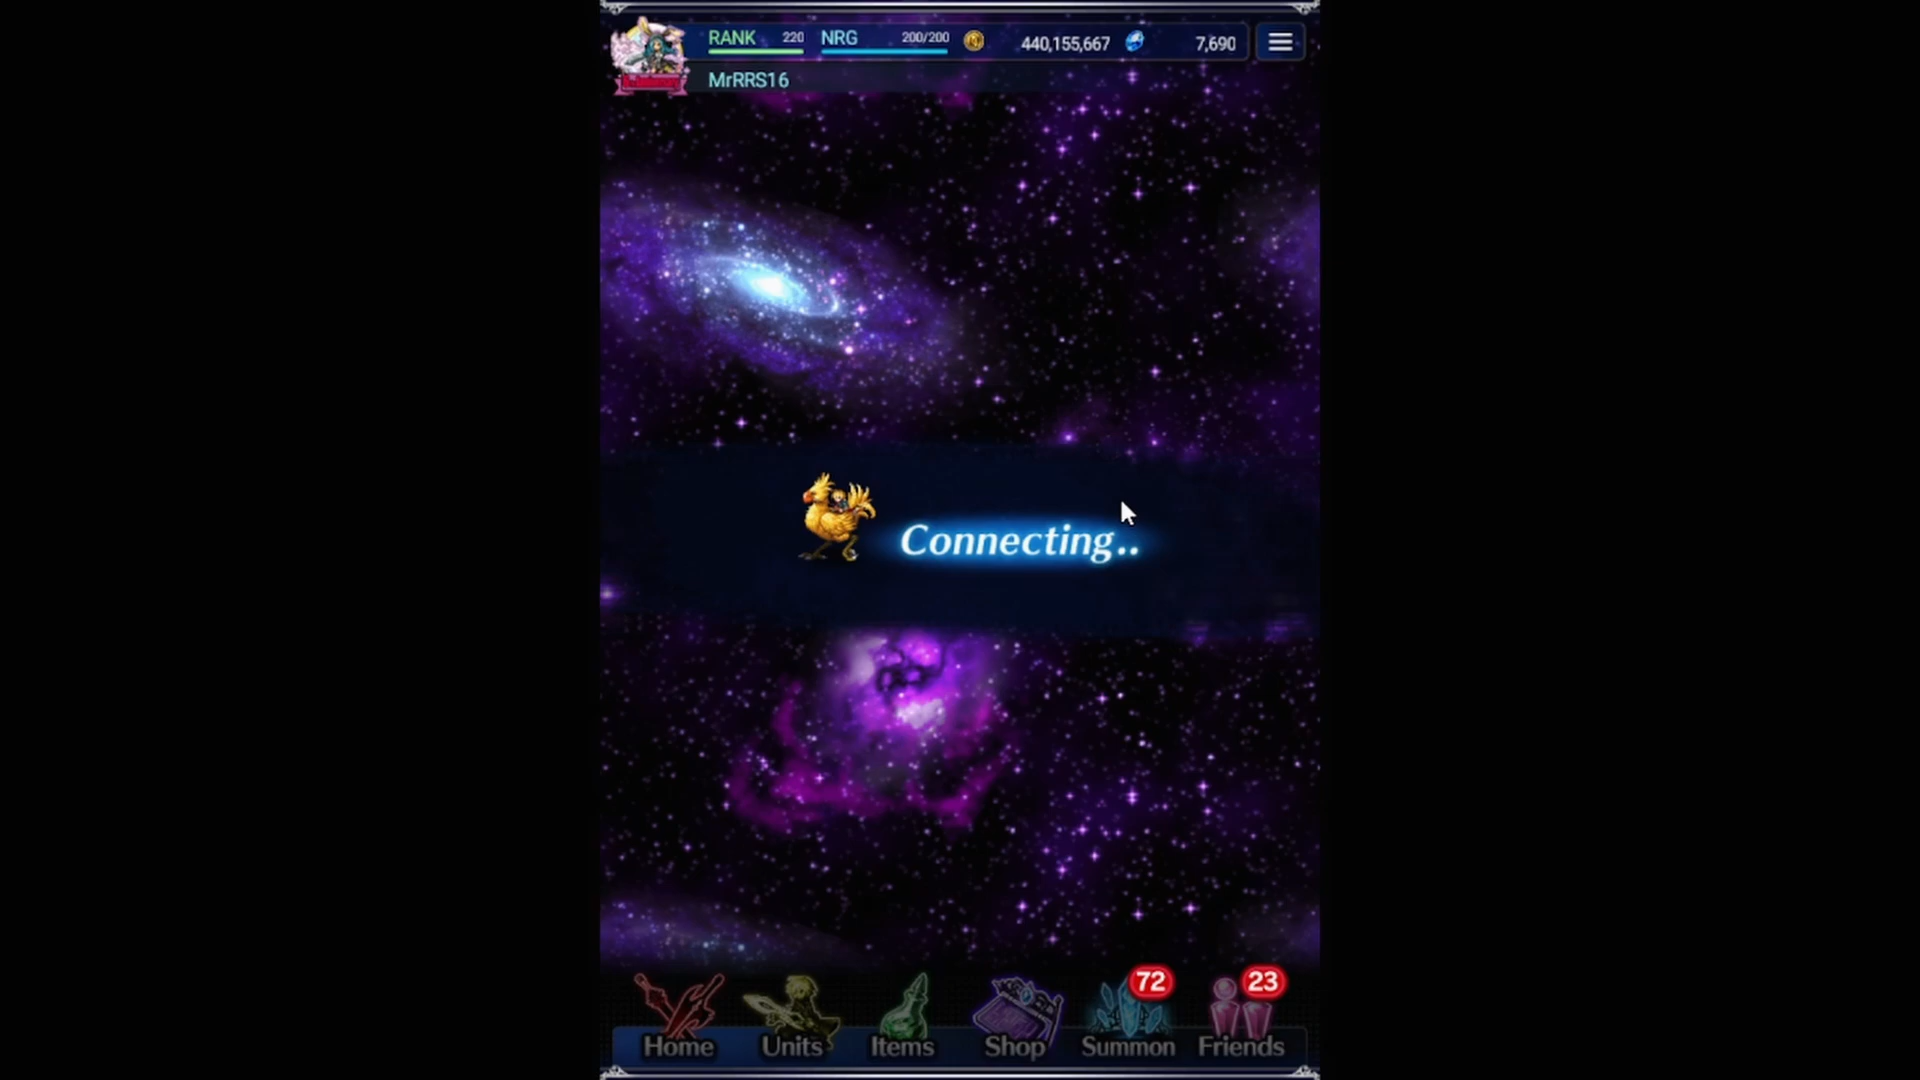 RANK 220 NRG 200/200 440,155,667 7,690
MrRRS16
Connecting..
72 23
Home Units Items Shop Summon Friends